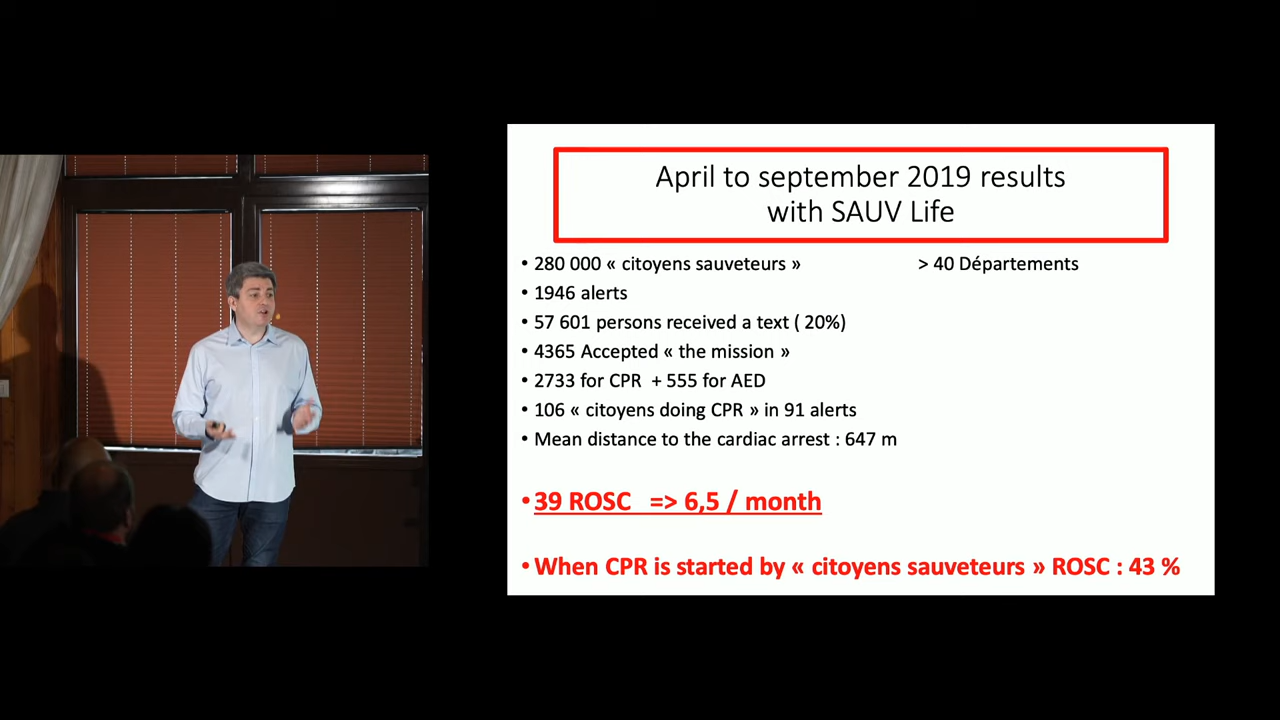 April to september 2019 results
with SAUV Life
• 280 000 « citoyens sauveteurs » > 40 Départements
• 1946 alerts
• 57 601 persons received a text ( 20%)
• 4365 Accepted « the mission »
• 2733 for CPR + 555 for AED
• 106 « citoyens doing CPR » in 91 alerts
• Mean distance to the cardiac arrest : 647 m
• 39 ROSC => 6,5 / month
• When CPR is started by « citoyens sauveteurs » ROSC : 43 %